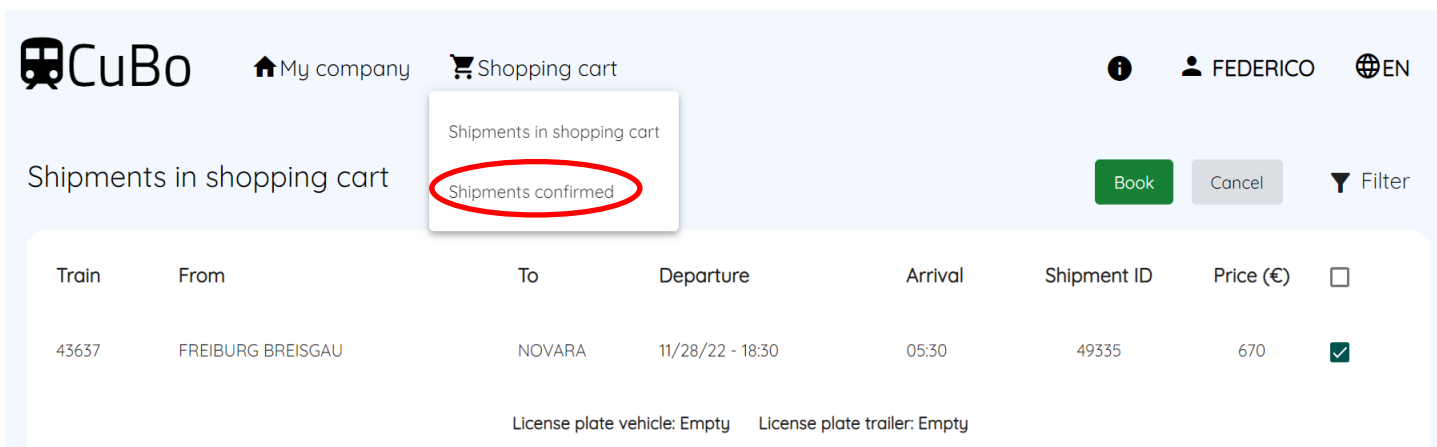 CuBo My company Shopping cart FEDERICO EN
Shipments in shopping cart
Shipments confirmed
Shipments in shopping cart Book Cancel Filter
Train From To Departure Arrival Shipment ID Price (€)
43637 FREIBURG BREISGAU NOVARA 11/28/22 - 18:30 05:30 49335 670
License plate vehicle: Empty License plate trailer: Empty